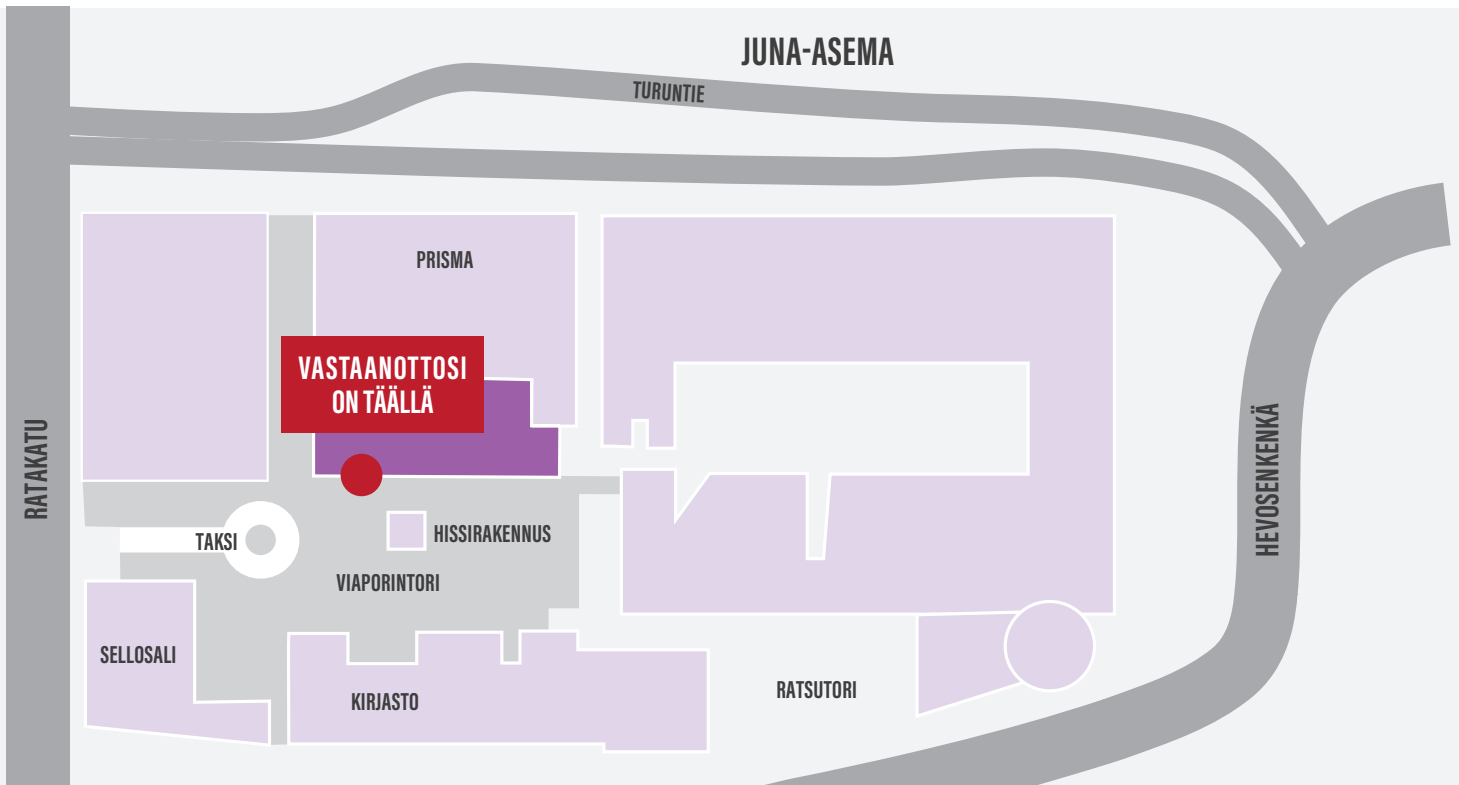 JUNA-ASEMA
TURUNTIE
PRISMA
VASTAANOTTOSI
ON TÄÄLLÄ
RATAKATU
HEVOSENKENKÄ
TAKSI
HISSIRAKENNUS
VIAPORINTORI
SELLOSALI
KIRJASTO
RATSUTORI